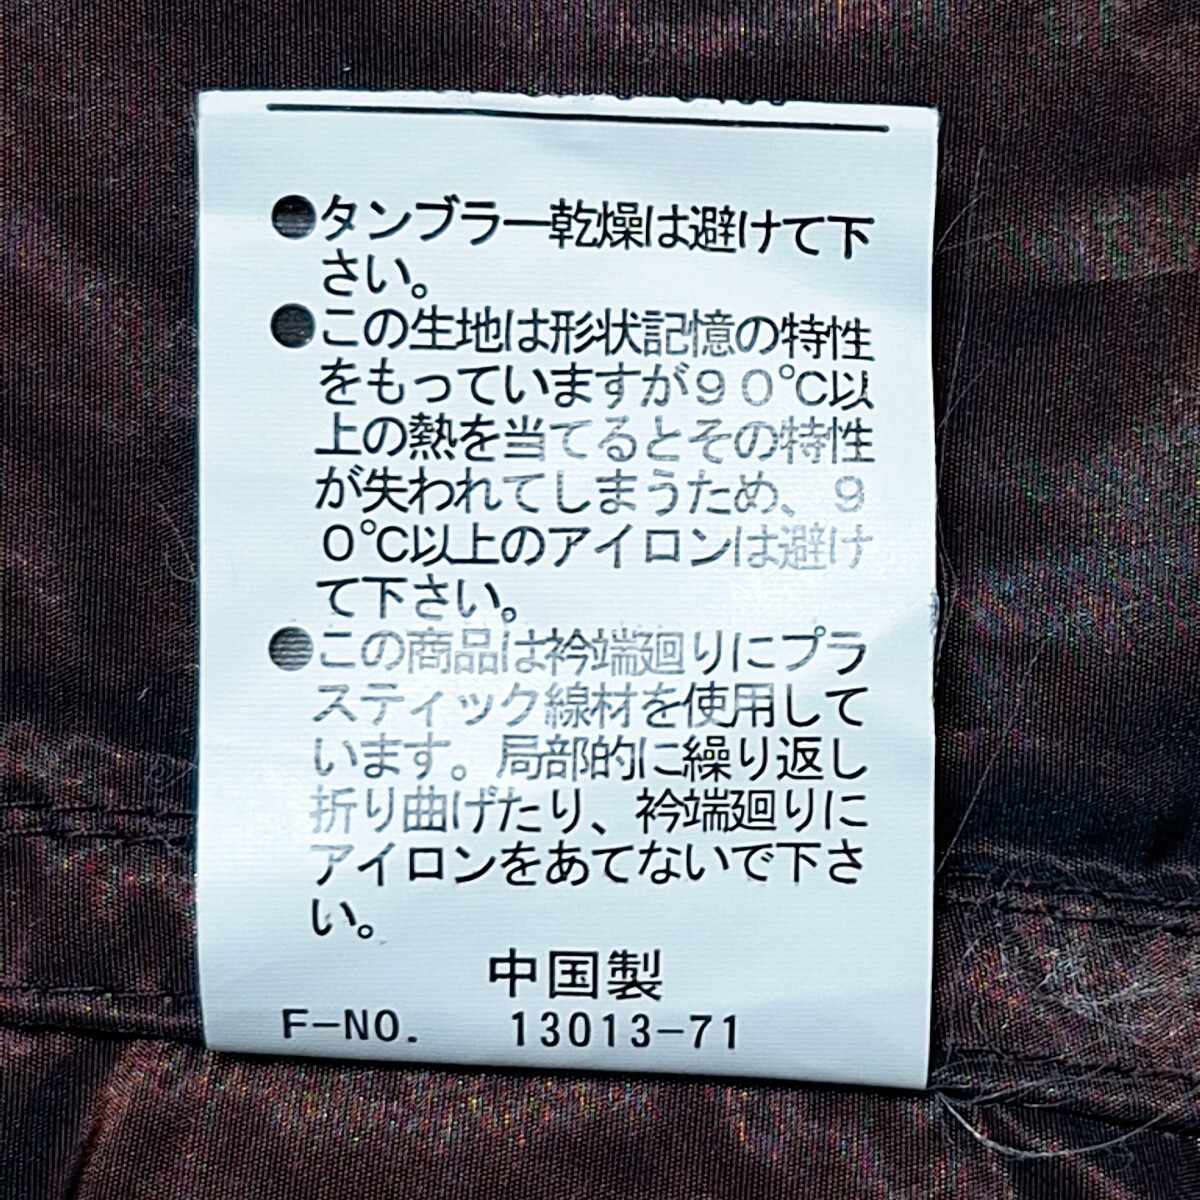 ●タンブラー乾燥は避けて下
さい。
●この生地は形状記憶の特性
をもっていますが９０℃以
上の熱を当てるとその特性
が失われてしまうため、９
０℃以上のアイロンは避け
て下さい。
●この商品は衿端廻りにプラ
スティック線材を使用して
います。局部的に繰り返し
折り曲げたり、衿端廻りに
アイロンをあてないで下さ
い。
中国製
F-NO. 13013-71